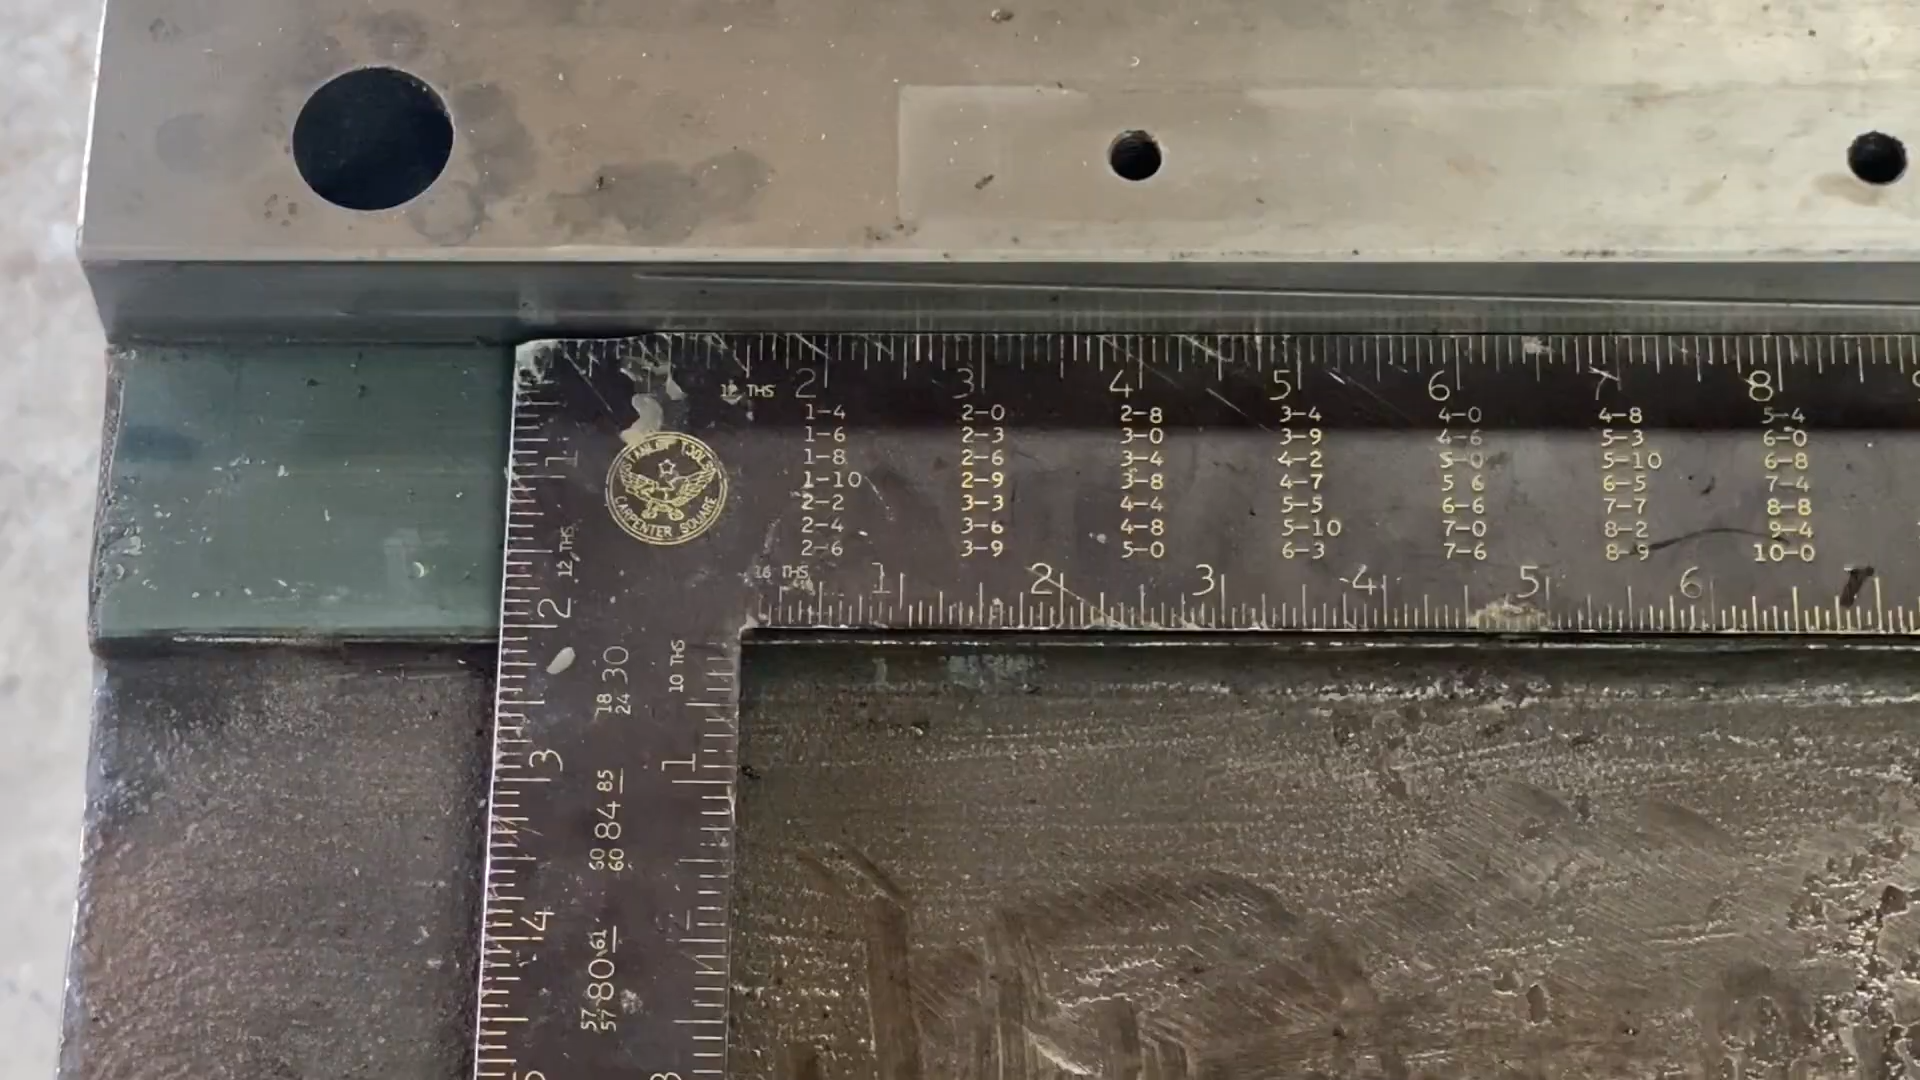 12 THS 2 3 4 5 6 7 8
1-4 2-0 2-8 3-4 4-0 4-8 5-4
1-6 2-3 3-0 3-9 4-6 5-3 6-0
1-8 2-6 3-4 4-2 5-0 5-10 6-8
1-10 2-9 3-8 4-7 5 6 6-5 7-4
2-2 3-3 4-4 5-5 6-6 7-7 8-8
2-4 3-6 4-8 5-10 7-0 8-2 9-4
2-6 3-9 5-0 6-3 7-6 8-9 10-0
16 THS 1 2 3 4 5 6 7
STANLEY TOOLS
CARPENTER SQUARE
1
12 THS
2
3
4
5
18 30
24
60 84 85
60
57 80 61
57
10 THS
1
2
3